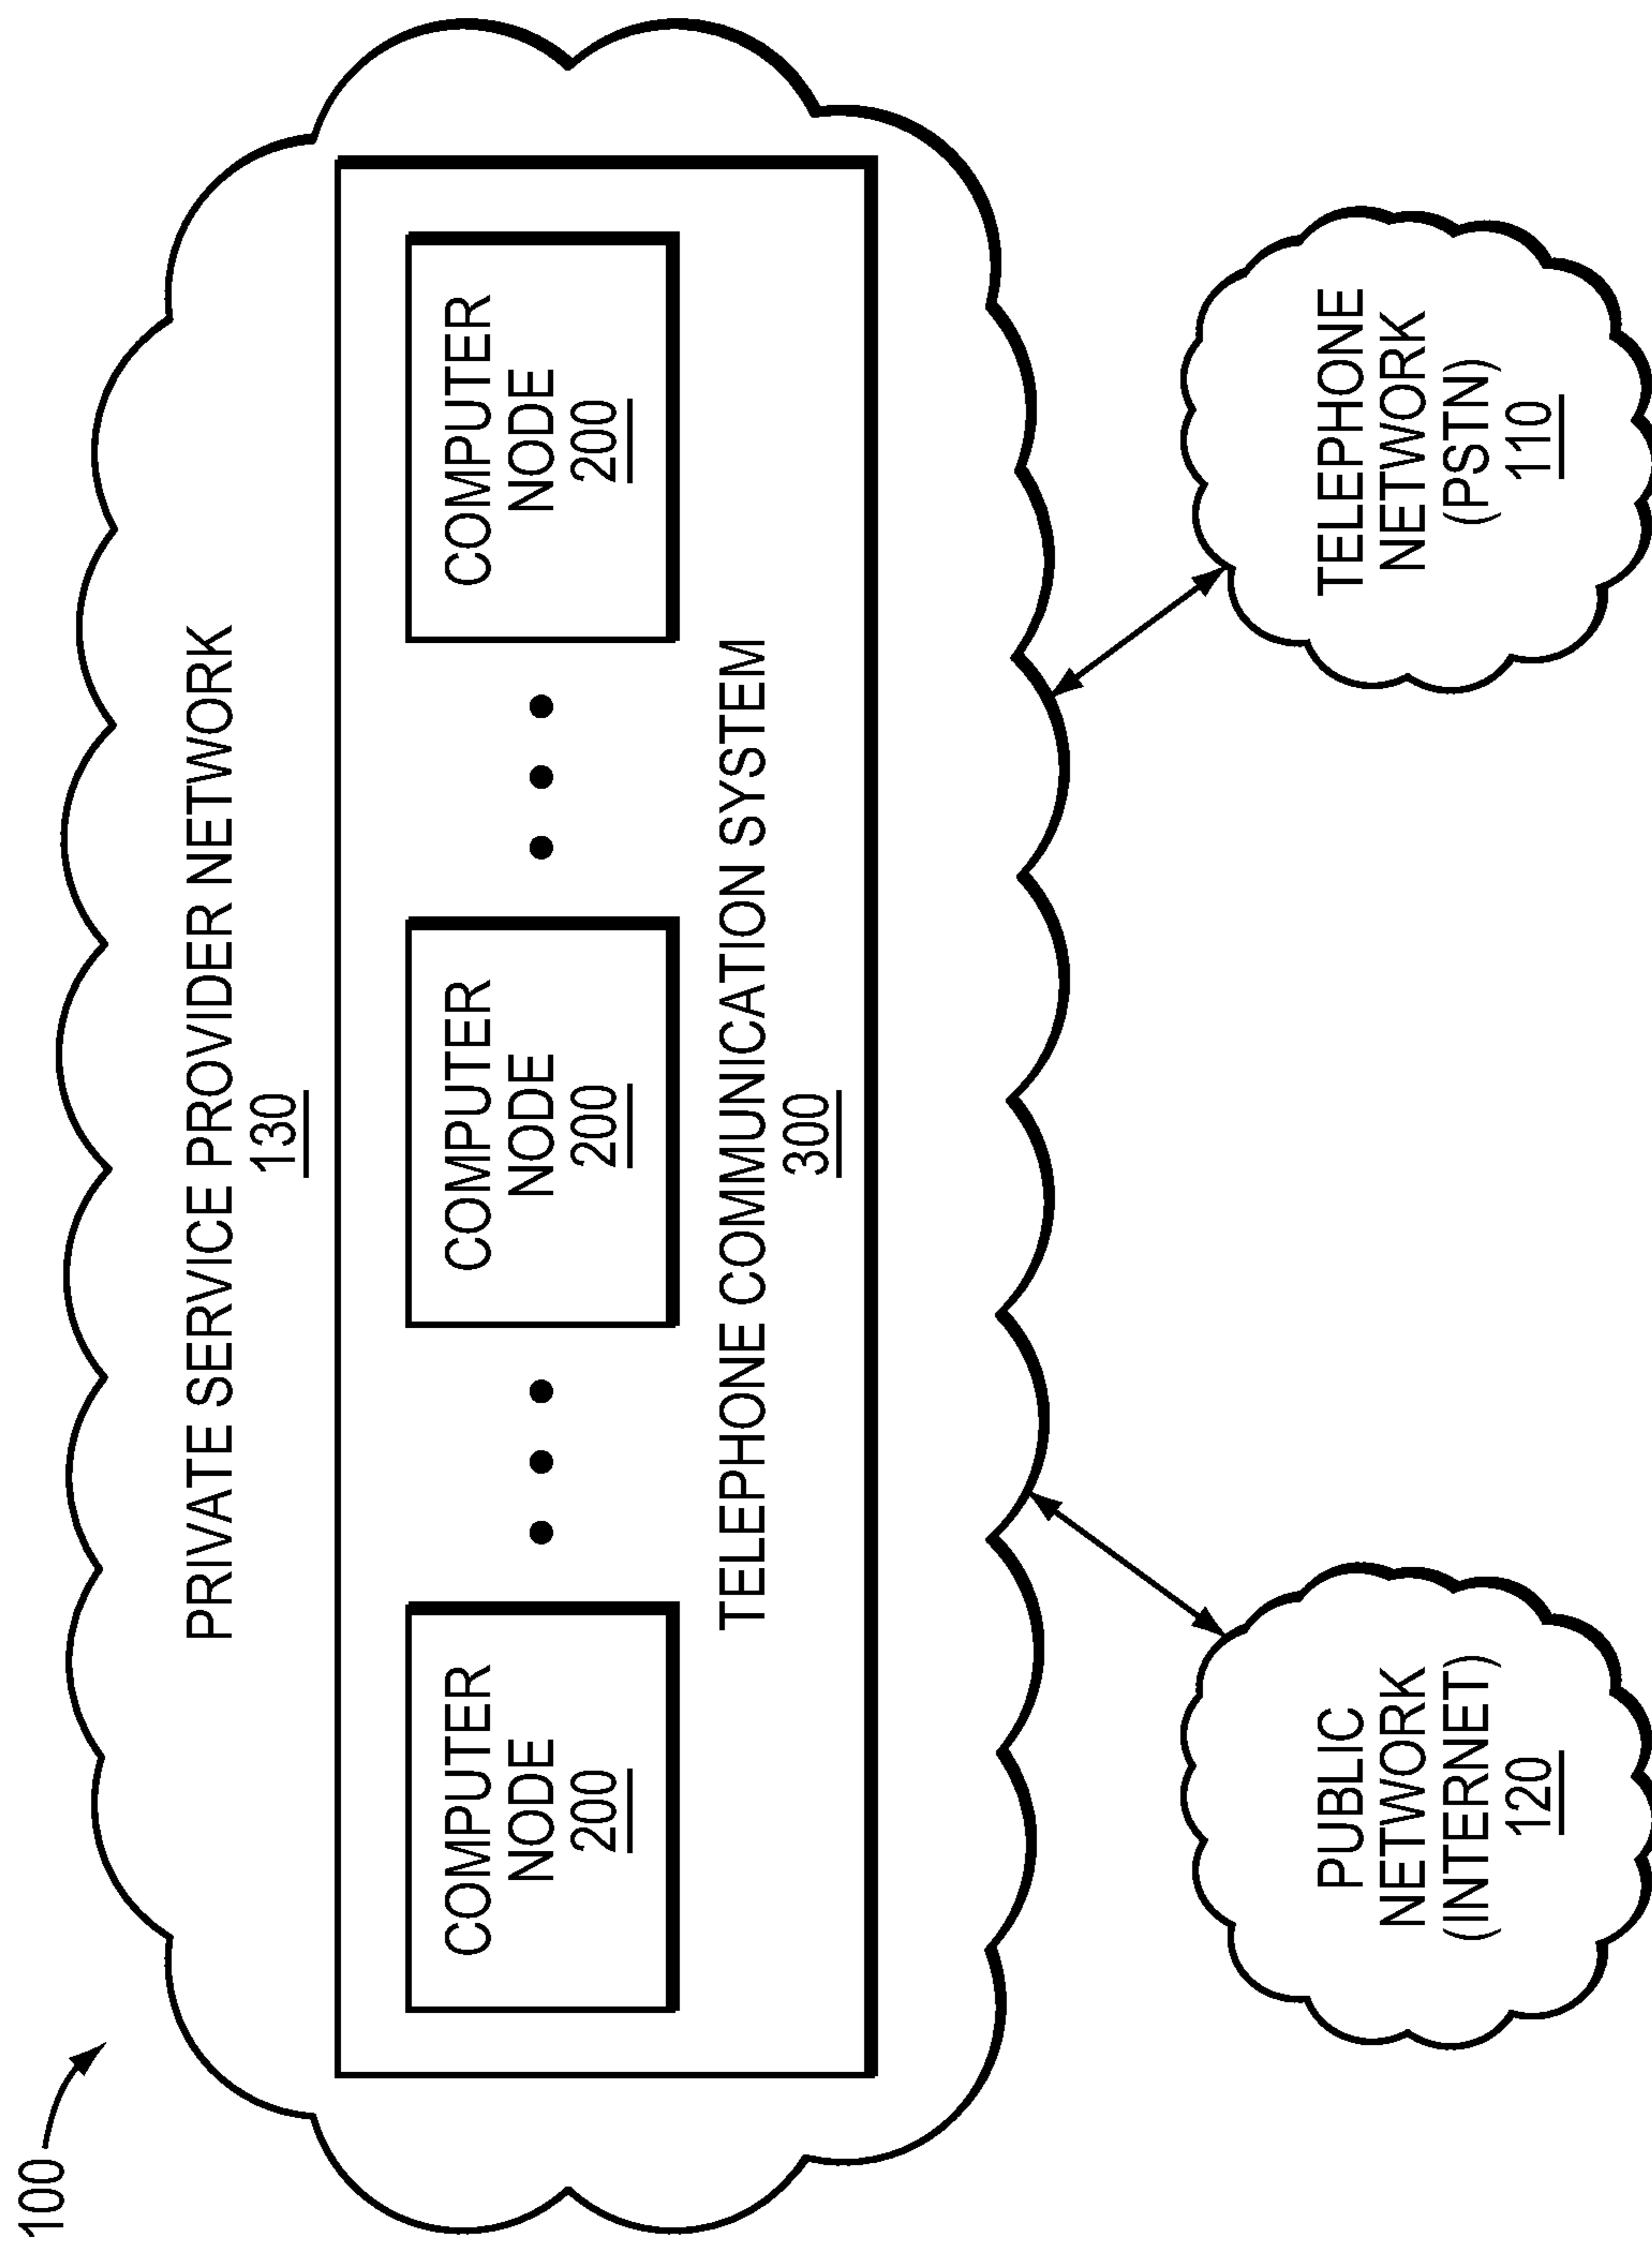 100
PRIVATE SERVICE PROVIDER NETWORK
130
COMPUTER
NODE
200
COMPUTER
NODE
200
COMPUTER
NODE
200
TELEPHONE COMMUNICATION SYSTEM
300
PUBLIC
NETWORK
(INTERNET)
120
TELEPHONE
NETWORK
(PSTN)
110